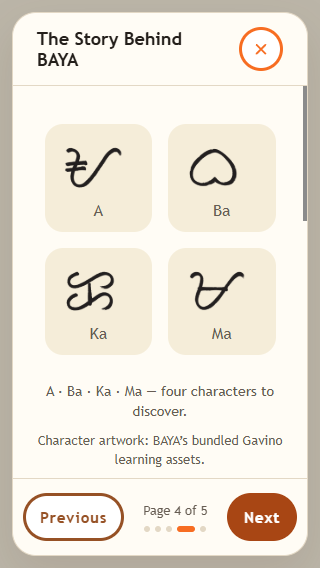 The Story Behind
BAYA
ᜀ
A
ᜊ
Ba
ᜃ
Ka
ᜋ
Ma
A · Ba · Ka · Ma — four characters to
discover.
Character artwork: BAYA’s bundled Gavino
learning assets.
Previous
Page 4 of 5
Next